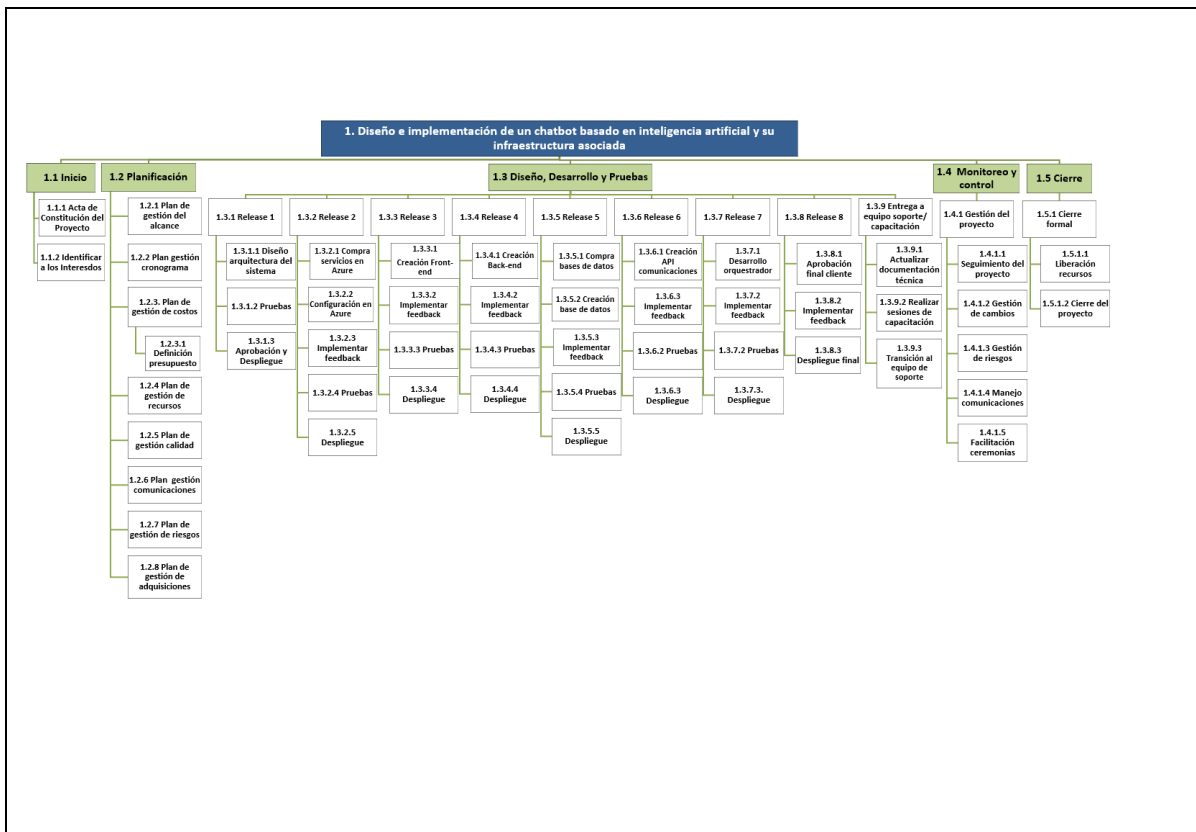 1. Diseño e implementación de un chatbot basado en inteligencia artificial y su
infraestructura asociada
1.1 Inicio
1.1.1 Acta de
Constitución del
Proyecto
1.1.2 Identificar
a los Interesdos
1.2 Planificación
1.2.1 Plan de
gestión del
alcance
1.2.2 Plan gestión
cronograma
1.2.3. Plan de
gestión de costos
1.2.3.1
Definición
presupuesto
1.2.4 Plan de
gestión de
recursos
1.2.5 Plan de
gestión calidad
1.2.6 Plan gestión
comunicaciones
1.2.7 Plan de
gestión de riesgos
1.2.8 Plan de
gestión de
adquisiciones
1.3 Diseño, Desarrollo y Pruebas
1.3.1 Release 1
1.3.1.1 Diseño
arquitectura del
sistema
1.3.1.2 Pruebas
1.3.1.3
Aprobación y
Despliegue
1.3.2 Release 2
1.3.2.1 Compra
servicios en
Azure
1.3.2.2
Configuración en
Azure
1.3.2.3
Implementar
feedback
1.3.2.4 Pruebas
1.3.2.5
Despliegue
1.3.3 Release 3
1.3.3.1
Creación Front-
end
1.3.3.2
Implementar
feedback
1.3.3.3 Pruebas
1.3.3.4
Despliegue
1.3.4 Release 4
1.3.4.1 Creación
Back-end
1.3.4.2
Implementar
feedback
1.3.4.3 Pruebas
1.3.4.4
Despliegue
1.3.5 Release 5
1.3.5.1 Compra
bases de datos
1.3.5.2 Creación
base de datos
1.3.5.3
Implementar
feedback
1.3.5.4 Pruebas
1.3.5.5
Despliegue
1.3.6 Release 6
1.3.6.1 Creación
API
comunicaciones
1.3.6.3
Implementar
feedback
1.3.6.2 Pruebas
1.3.6.3
Despliegue
1.3.7 Release 7
1.3.7.1
Desarrollo
orquestrador
1.3.7.2
Implementar
feedback
1.3.7.2 Pruebas
1.3.7.3.
Despliegue
1.3.8 Release 8
1.3.8.1
Aprobación
final cliente
1.3.8.2
Implementar
feedback
1.3.8.3
Despliegue final
1.3.9 Entrega a
equipo soporte/
capacitación
1.3.9.1
Actualizar
documentación
técnica
1.3.9.2 Realizar
sesiones de
capacitación
1.3.9.3
Transición al
equipo de
soporte
1.4 Monitoreo y
control
1.4.1 Gestión del
proyecto
1.4.1.1
Seguimiento del
proyecto
1.4.1.2 Gestión
de cambios
1.4.1.3 Gestión
de riesgos
1.4.1.4 Manejo
comunicaciones
1.4.1.5
Facilitación
ceremonias
1.5 Cierre
1.5.1 Cierre
formal
1.5.1.1
Liberación
recursos
1.5.1.2 Cierre del
proyecto